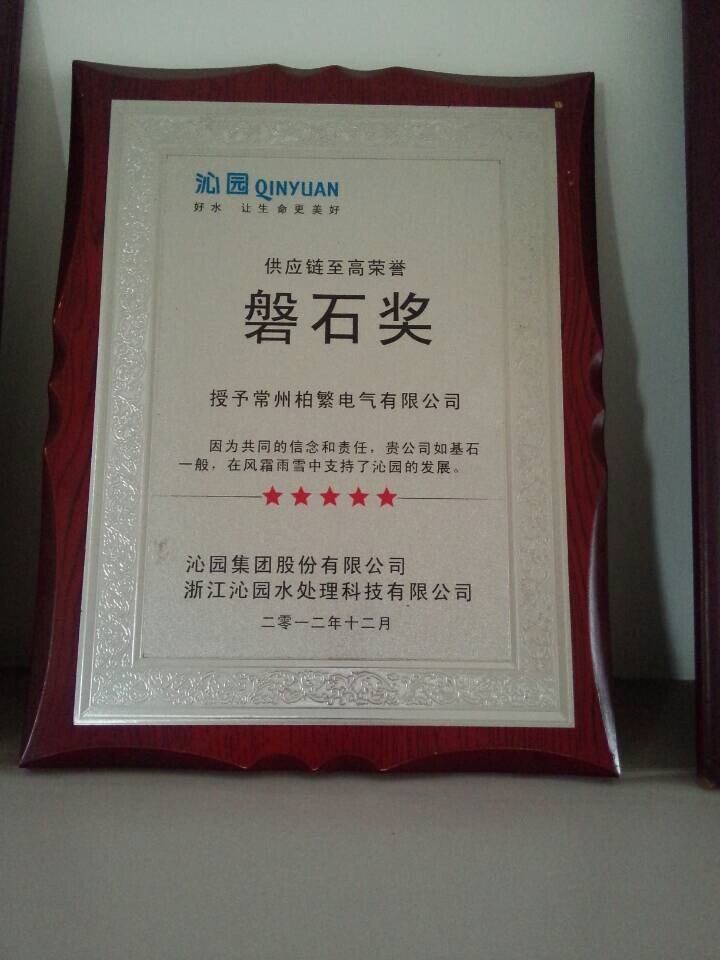 沁园 QINYUAN
好水 让生命更美好
供应链至高荣誉
磐石奖
授予常州柏繁电气有限公司
因为共同的信念和责任，贵公司如基石
一般，在风霜雨雪中支持了沁园的发展。
沁园集团股份有限公司
浙江沁园水处理科技有限公司
二零一二年十二月